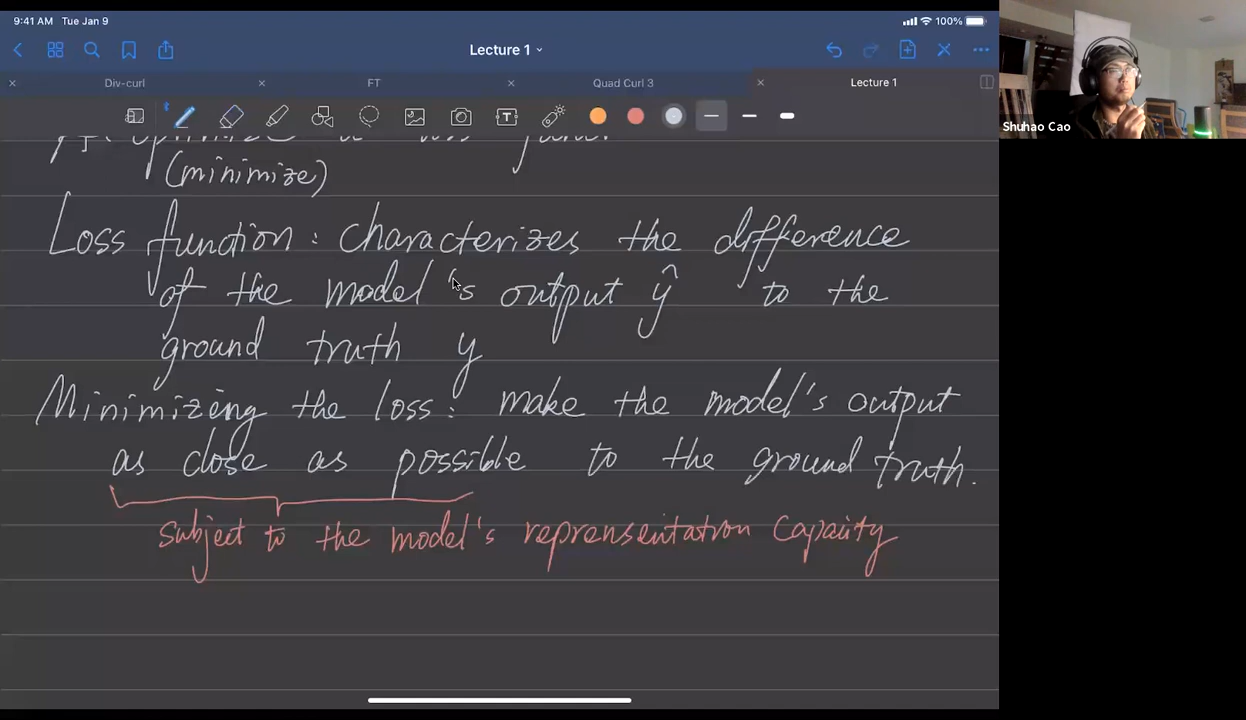 9:41 AM Tue Jan 9
100%
Lecture 1
Div-curl
FT
Quad Curl 3
Lecture 1
Shuhao Cao
(minimize)
Loss function : characterizes the difference
of the model's output ŷ to the
ground truth y
Minimizing the loss : make the model's output
as close as possible to the ground truth.
subject to the model's reprensentation capacity